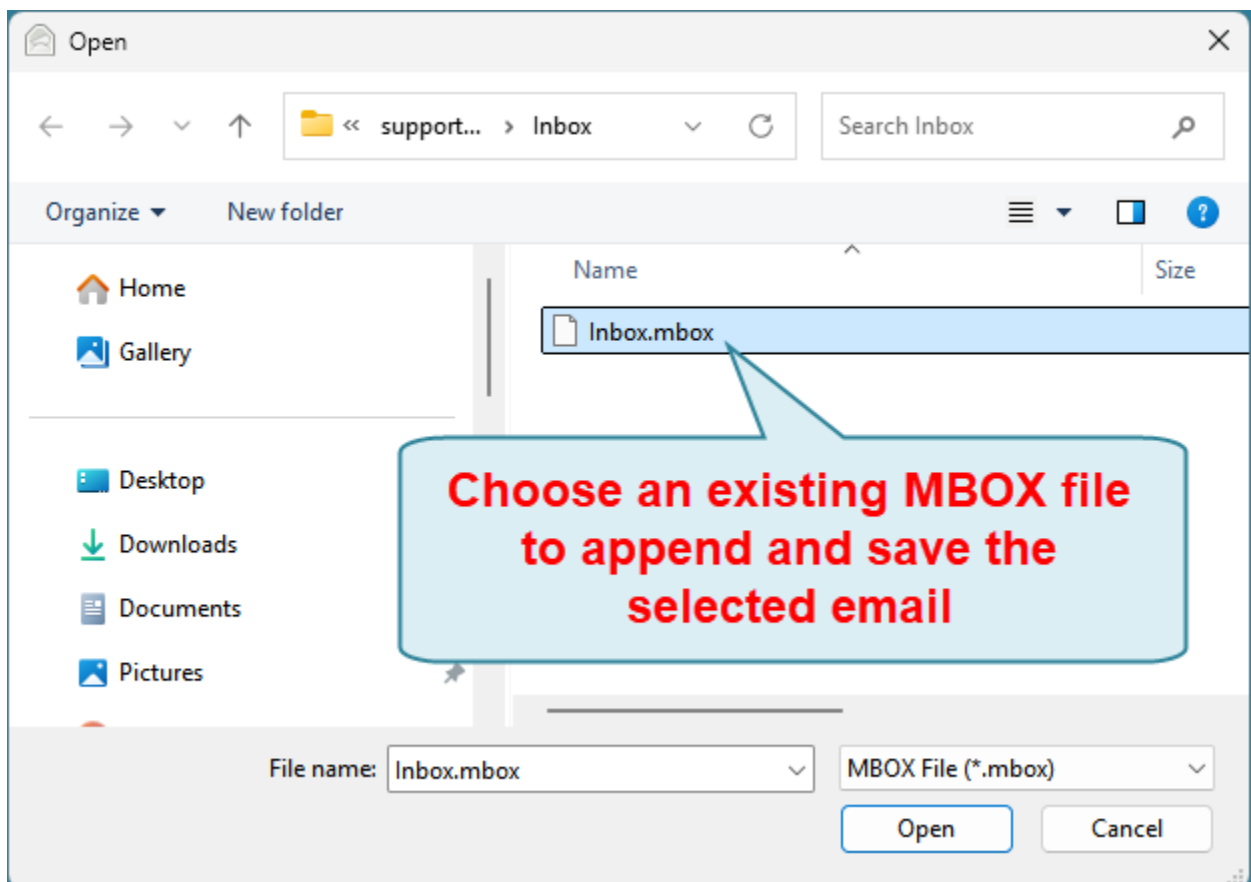 Open
« support... > Inbox
Search Inbox
Organize
New folder
?
Name
Size
Home
Inbox.mbox
Gallery
Desktop
Choose an existing MBOX file
to append and save the
selected email
Downloads
Documents
Pictures
File name: Inbox.mbox
MBOX File (*.mbox)
Open
Cancel